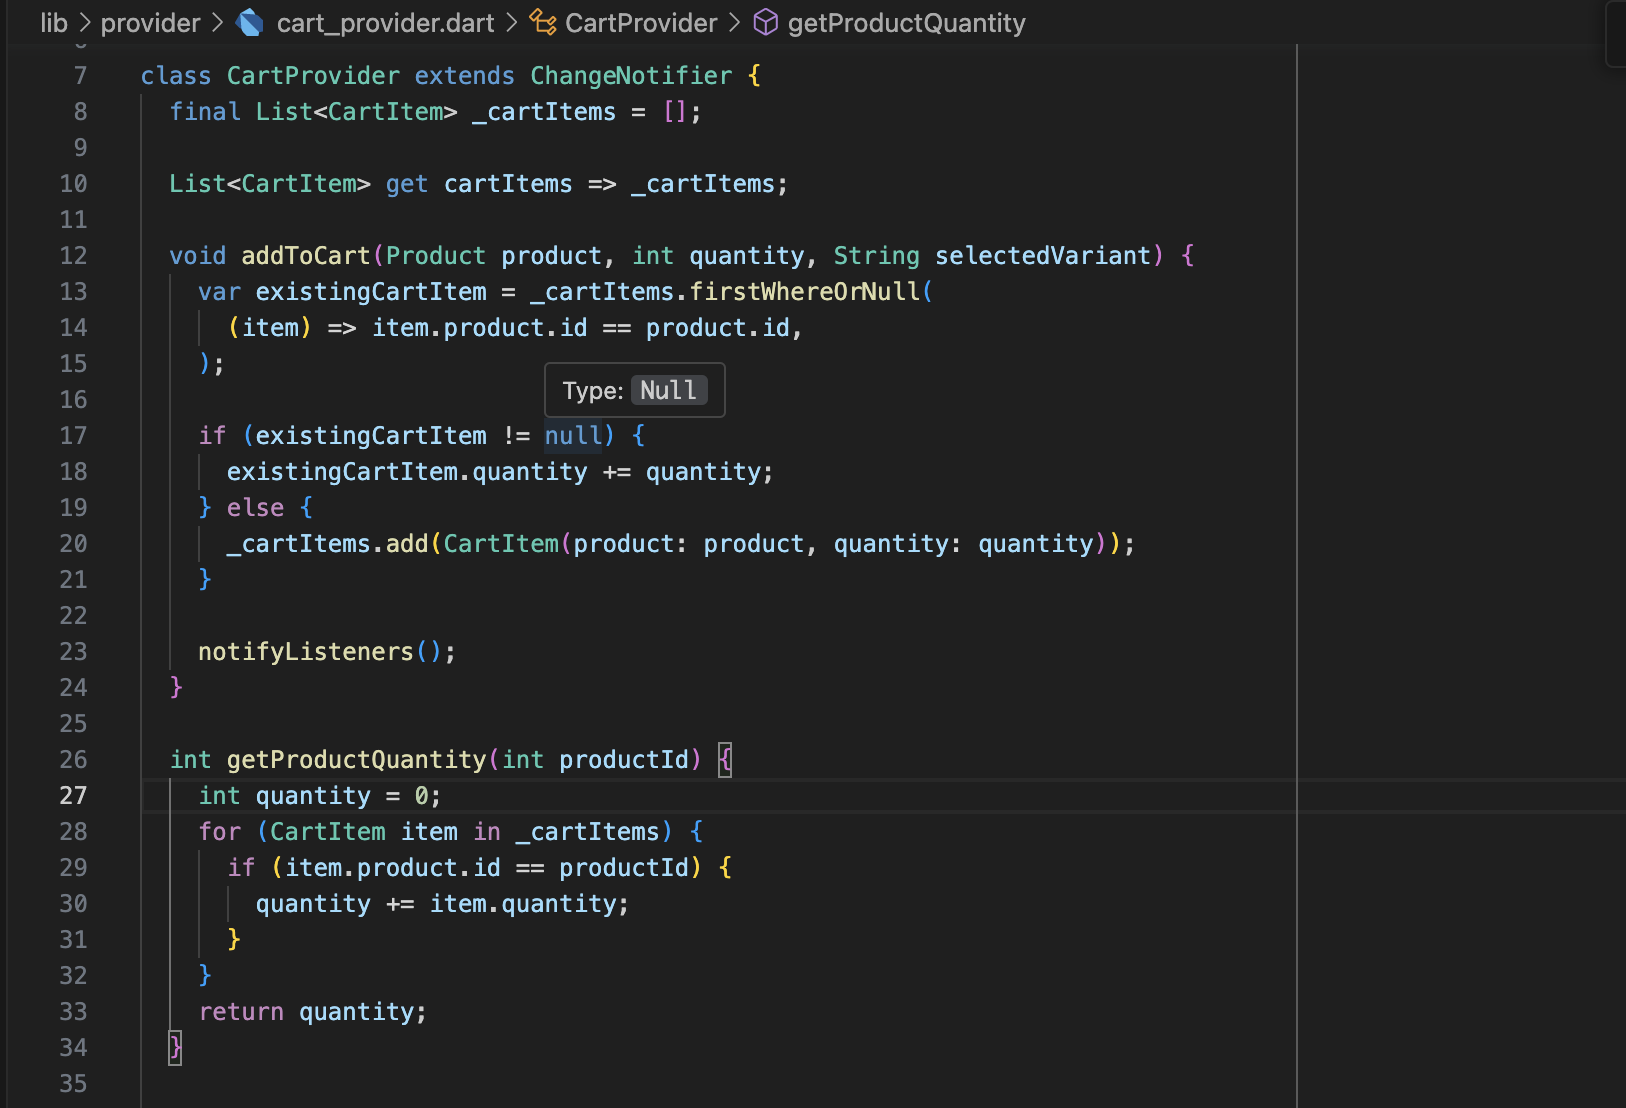 lib > provider > cart_provider.dart > CartProvider > getProductQuantity
7 class CartProvider extends ChangeNotifier {
8 final List<CartItem> _cartItems = [];
9
10 List<CartItem> get cartItems => _cartItems;
11
12 void addToCart(Product product, int quantity, String selectedVariant) {
13 var existingCartItem = _cartItems.firstWhereOrNull(
14 (item) => item.product.id == product.id,
15 );
Type: Null
16
17 if (existingCartItem != null) {
18 existingCartItem.quantity += quantity;
19 } else {
20 _cartItems.add(CartItem(product: product, quantity: quantity));
21 }
22
23 notifyListeners();
24 }
25
26 int getProductQuantity(int productId) {
27 int quantity = 0;
28 for (CartItem item in _cartItems) {
29 if (item.product.id == productId) {
30 quantity += item.quantity;
31 }
32 }
33 return quantity;
34 }
35